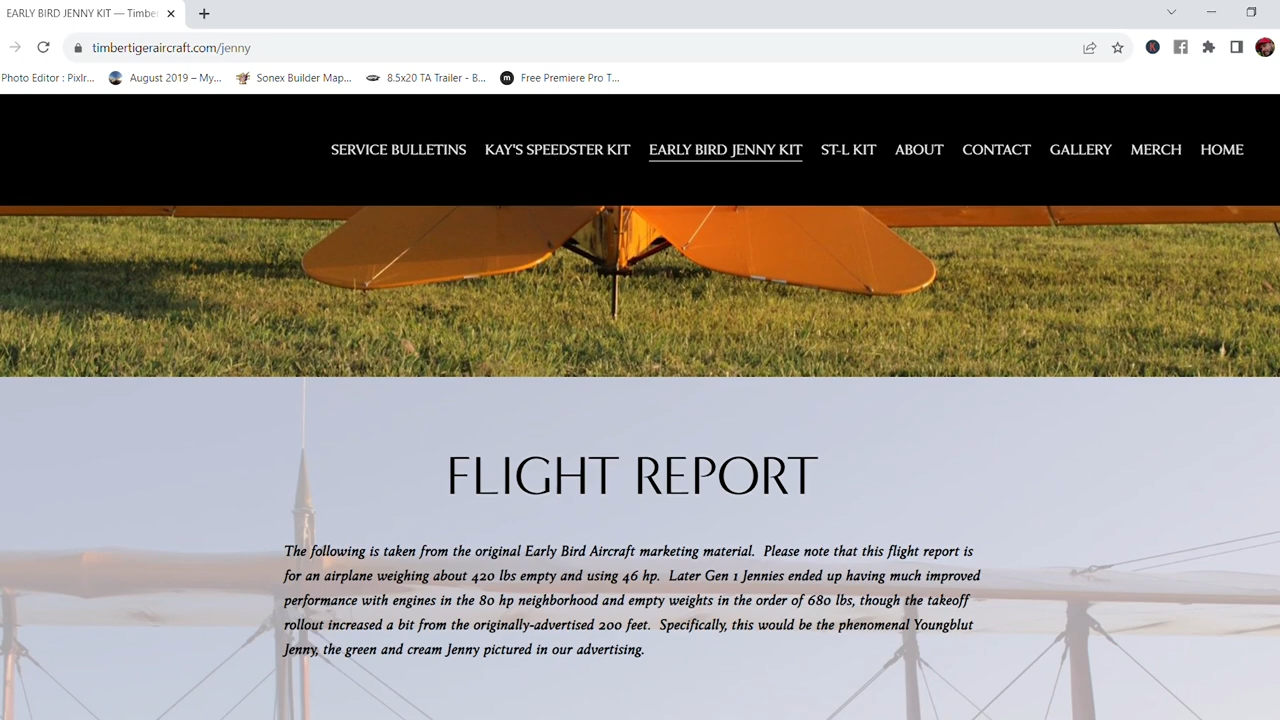 EARLY BIRD JENNY KIT — Timbe
timbertigeraircraft.com/jenny
Photo Editor : Pixlr... August 2019 – My... Sonex Builder Map... 8.5x20 TA Trailer - B... m Free Premiere Pro T...
SERVICE BULLETINS KAY'S SPEEDSTER KIT EARLY BIRD JENNY KIT ST-L KIT ABOUT CONTACT GALLERY MERCH HOME
FLIGHT REPORT
The following is taken from the original Early Bird Aircraft marketing material. Please note that this flight report is
for an airplane weighing about 420 lbs empty and using 46 hp. Later Gen 1 Jennies ended up having much improved
performance with engines in the 80 hp neighborhood and empty weights in the order of 680 lbs, though the takeoff
rollout increased a bit from the originally-advertised 200 feet. Specifically, this would be the phenomenal Youngblut
Jenny, the green and cream Jenny pictured in our advertising.